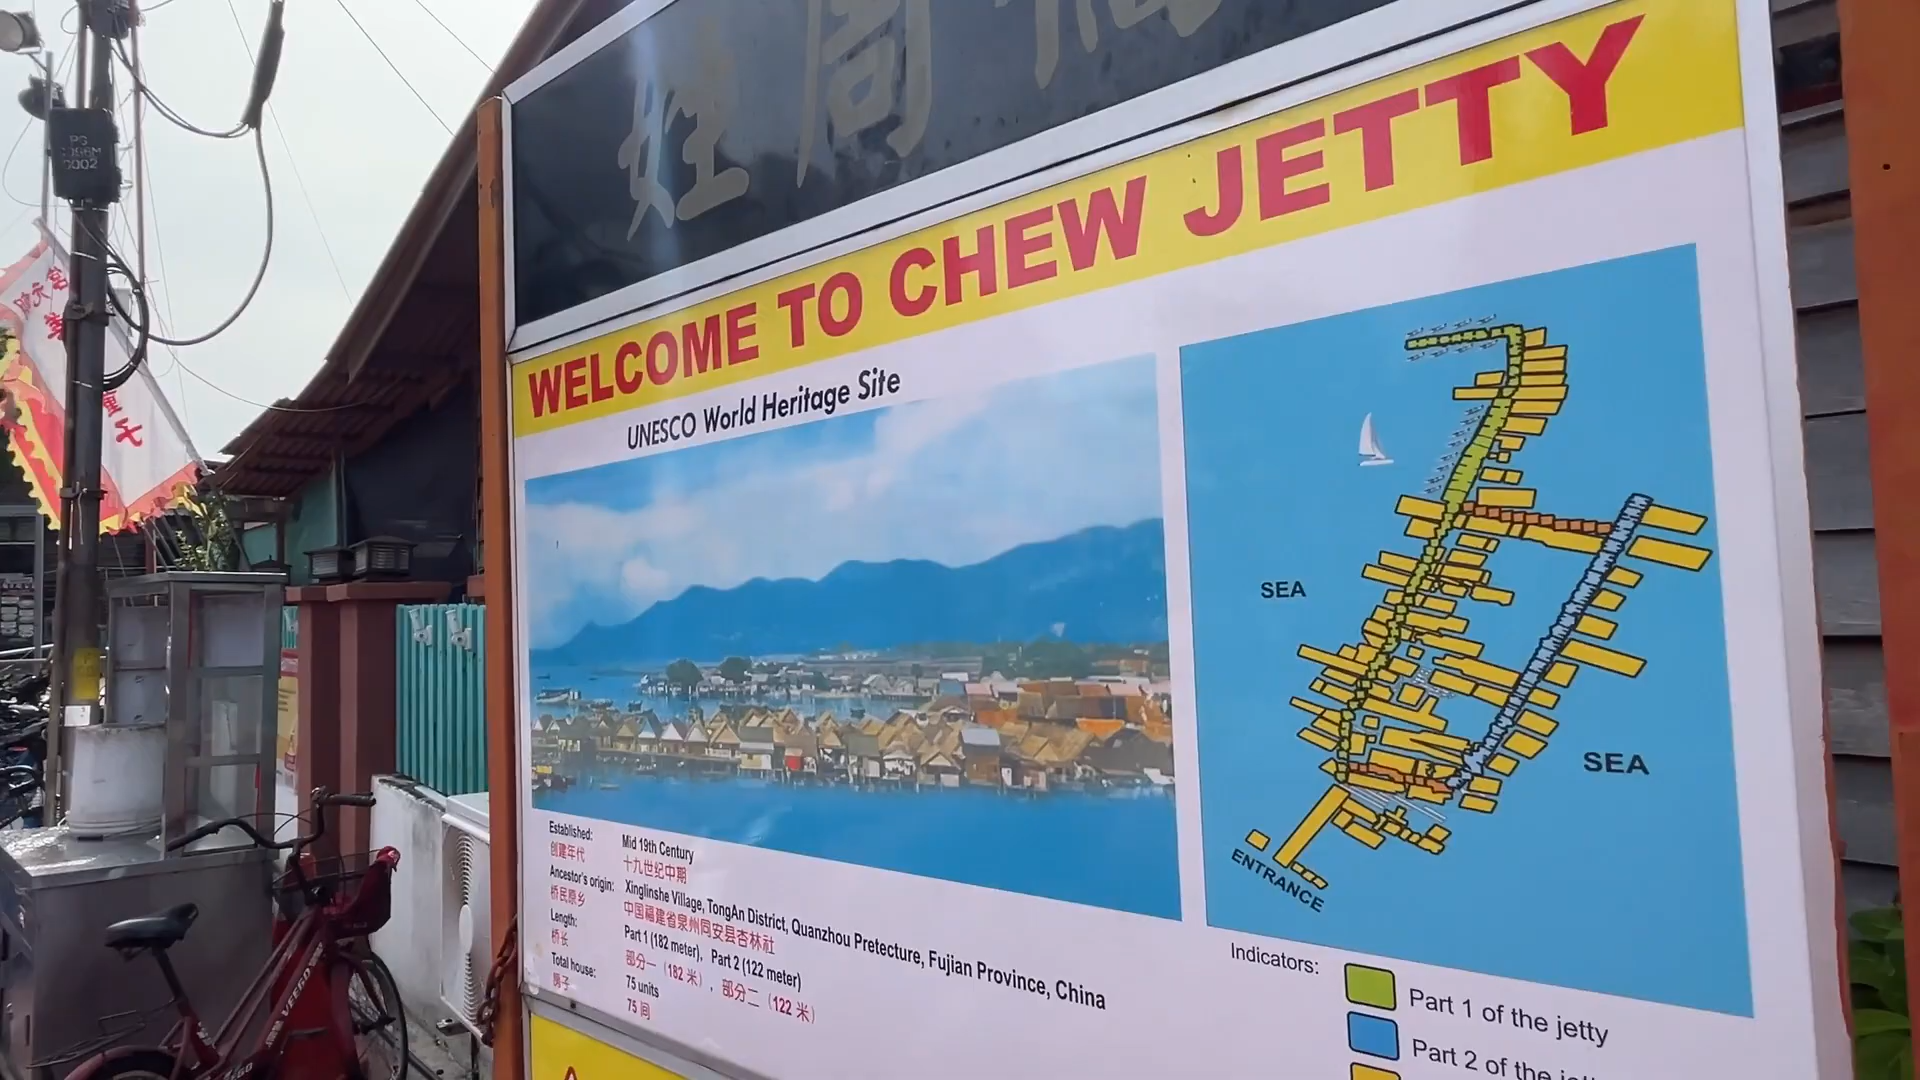 姓周
WELCOME TO CHEW JETTY
UNESCO World Heritage Site
SEA
SEA
ENTRANCE
Established: Mid 19th Century
创建年代 十九世纪中期
Ancestor's origin: Xinglinshe Village, TongAn District, Quanzhou Pretecture, Fujian Province, China
桥民原乡 中国福建省泉州同安县杏林社
Length: Part 1 (182 meter), Part 2 (122 meter)
桥长 部分一（182 米），部分二（122 米）
Total house: 75 units
房子 75 间
Indicators:
Part 1 of the jetty
Part 2 of the
VEEGO